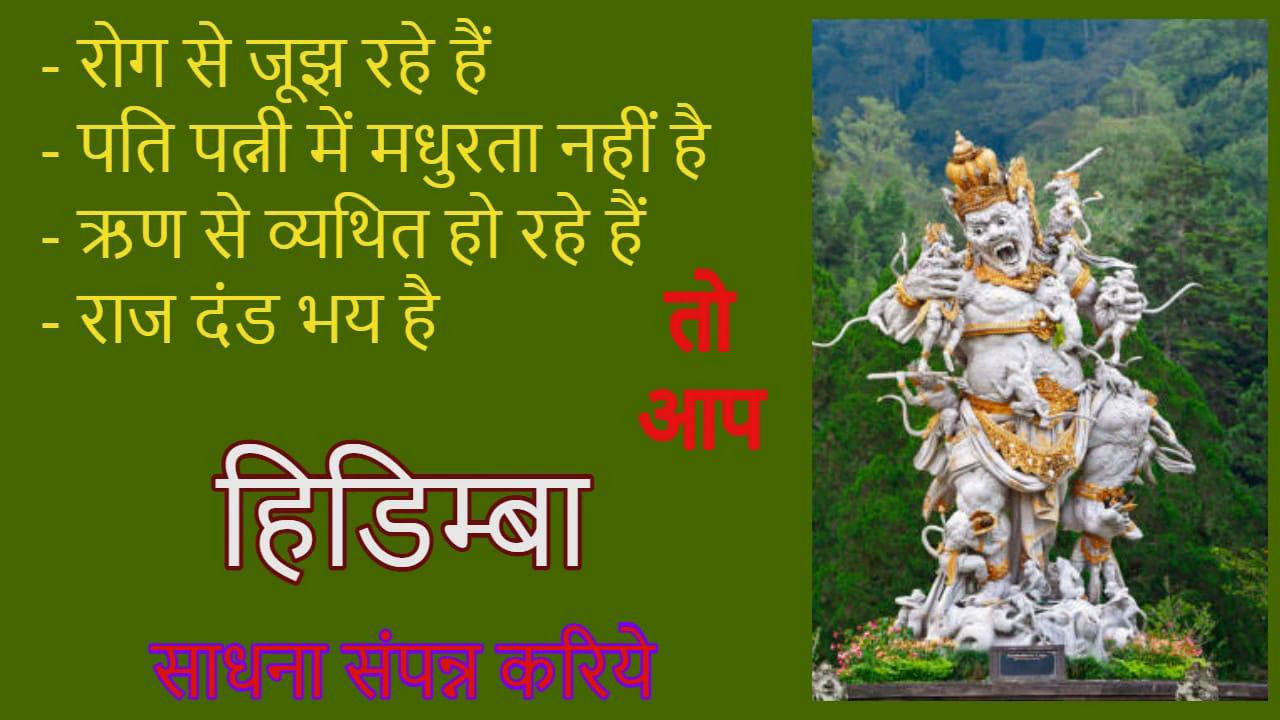 - रोग से जूझ रहे हैं
- पति पत्नी में मधुरता नहीं है
- ऋण से व्यथित हो रहे हैं
- राज दंड भय है
तो
आप
हिडिम्बा
साधना संपन्न करिये